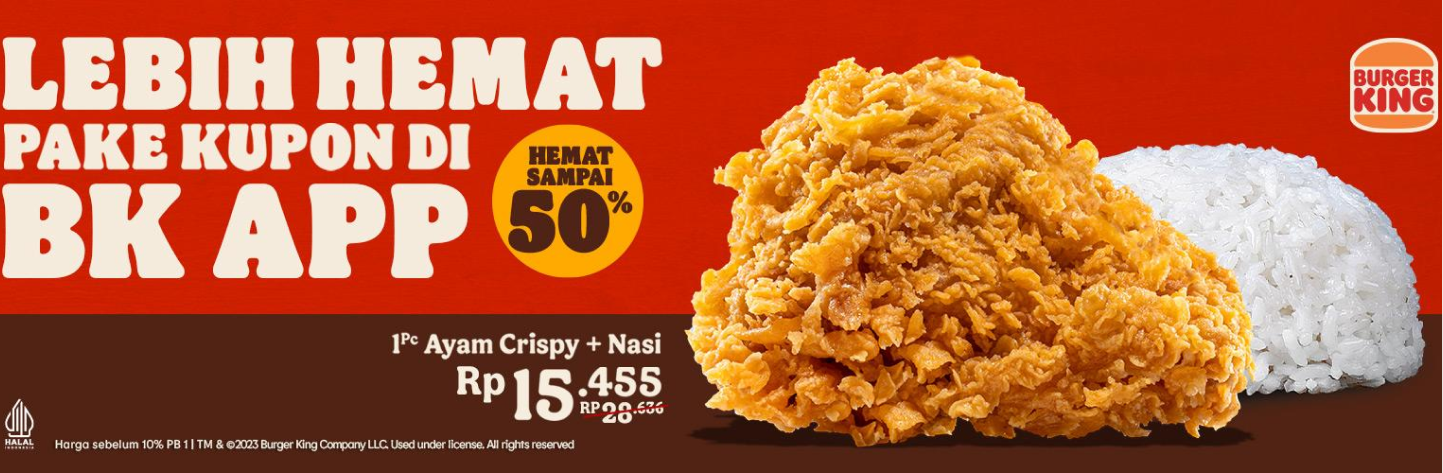 LEBIH HEMAT
PAKE KUPON DI
BK APP
HEMAT
SAMPAI
50%
BURGER
KING
1Pc Ayam Crispy + Nasi
Rp 15.455
RP28.636
HALAL
INDONESIA
Harga sebelum 10% PB 1 | TM & ©2023 Burger King Company LLC. Used under license. All rights reserved